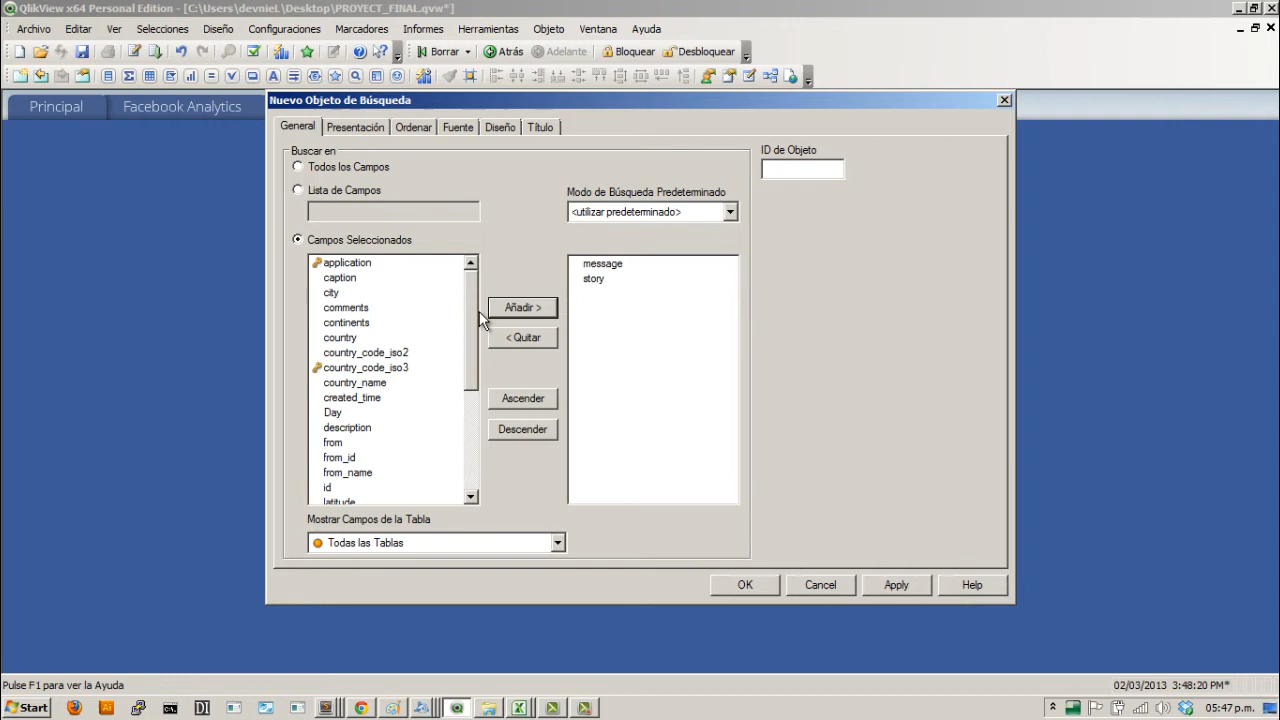 QlikView x64 Personal Edition - [C:\Users\devnieL\Desktop\PROYECT_FINAL.qvw*]
Archivo Editar Ver Selecciones Diseño Configuraciones Marcadores Informes Herramientas Objeto Ventana Ayuda
Borrar Atrás Adelante Bloquear Desbloquear
Principal Facebook Analytics
Nuevo Objeto de Búsqueda
General Presentación Ordenar Fuente Diseño Título
Buscar en
ID de Objeto
Todos los Campos
Lista de Campos
Modo de Búsqueda Predeterminado
<utilizar predeterminado>
Campos Seleccionados
application
caption
city
comments
continents
country
country_code_iso2
country_code_iso3
country_name
created_time
Day
description
from
from_id
from_name
id
latitude
Añadir >
< Quitar
Ascender
Descender
message
story
Mostrar Campos de la Tabla
Todas las Tablas
OK Cancel Apply Help
Pulse F1 para ver la Ayuda
02/03/2013 3:48:20 PM*
Start
DI
05:47 p.m.